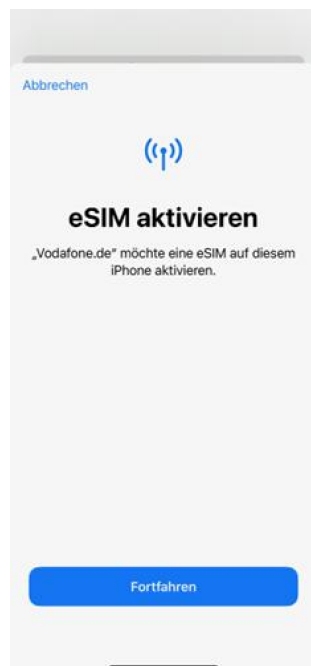 Abbrechen
eSIM aktivieren
„Vodafone.de“ möchte eine eSIM auf diesem
iPhone aktivieren.
Fortfahren